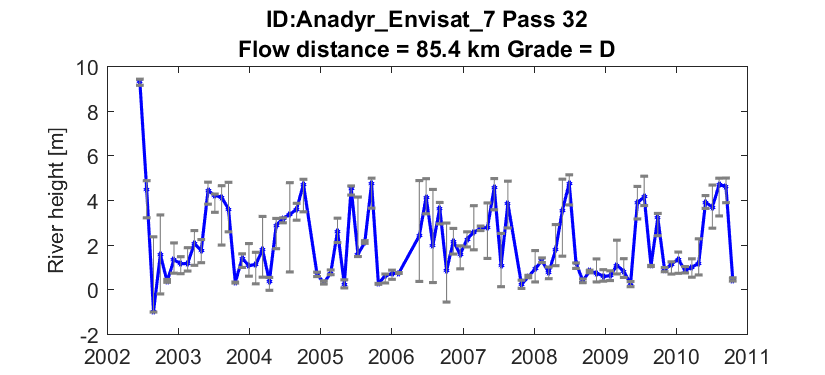 ID:Anadyr_Envisat_7 Pass 32
Flow distance = 85.4 km Grade = D
River height [m]
10
8
6
4
2
0
-2
2002 2003 2004 2005 2006 2007 2008 2009 2010 2011